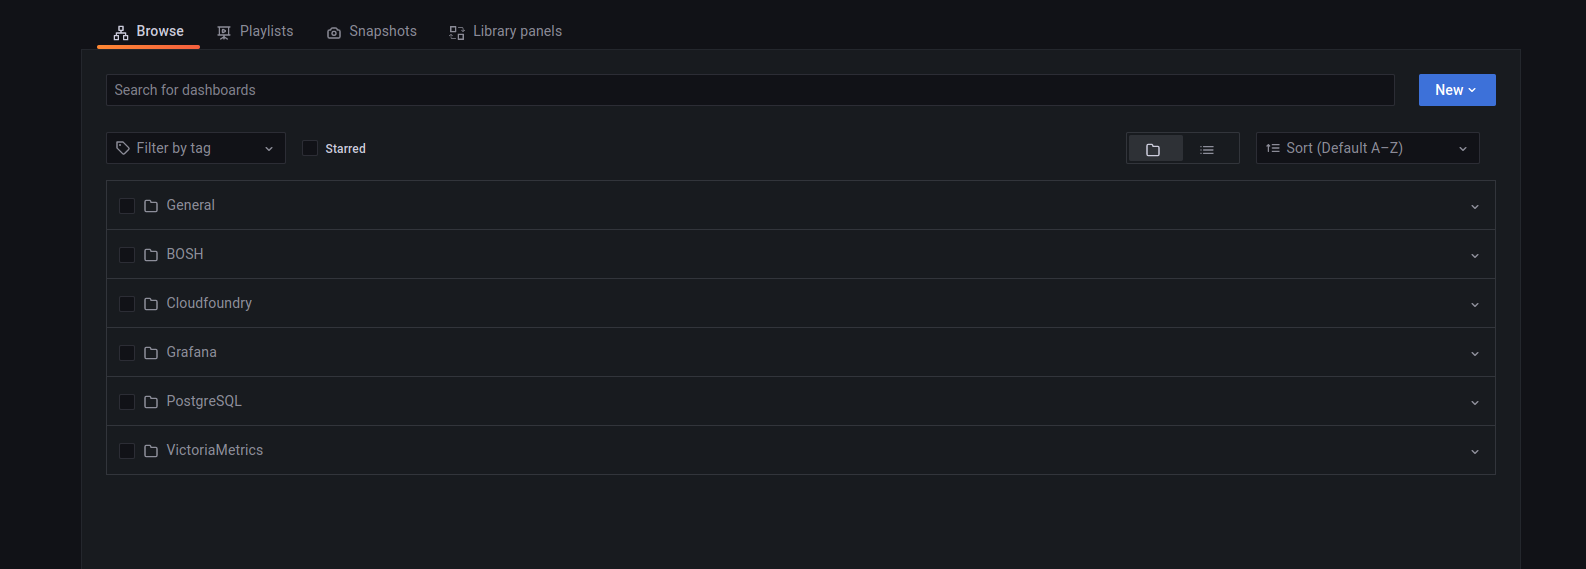 Browse Playlists Snapshots Library panels
Search for dashboards New
Filter by tag Starred Sort (Default A–Z)
General
BOSH
Cloudfoundry
Grafana
PostgreSQL
VictoriaMetrics